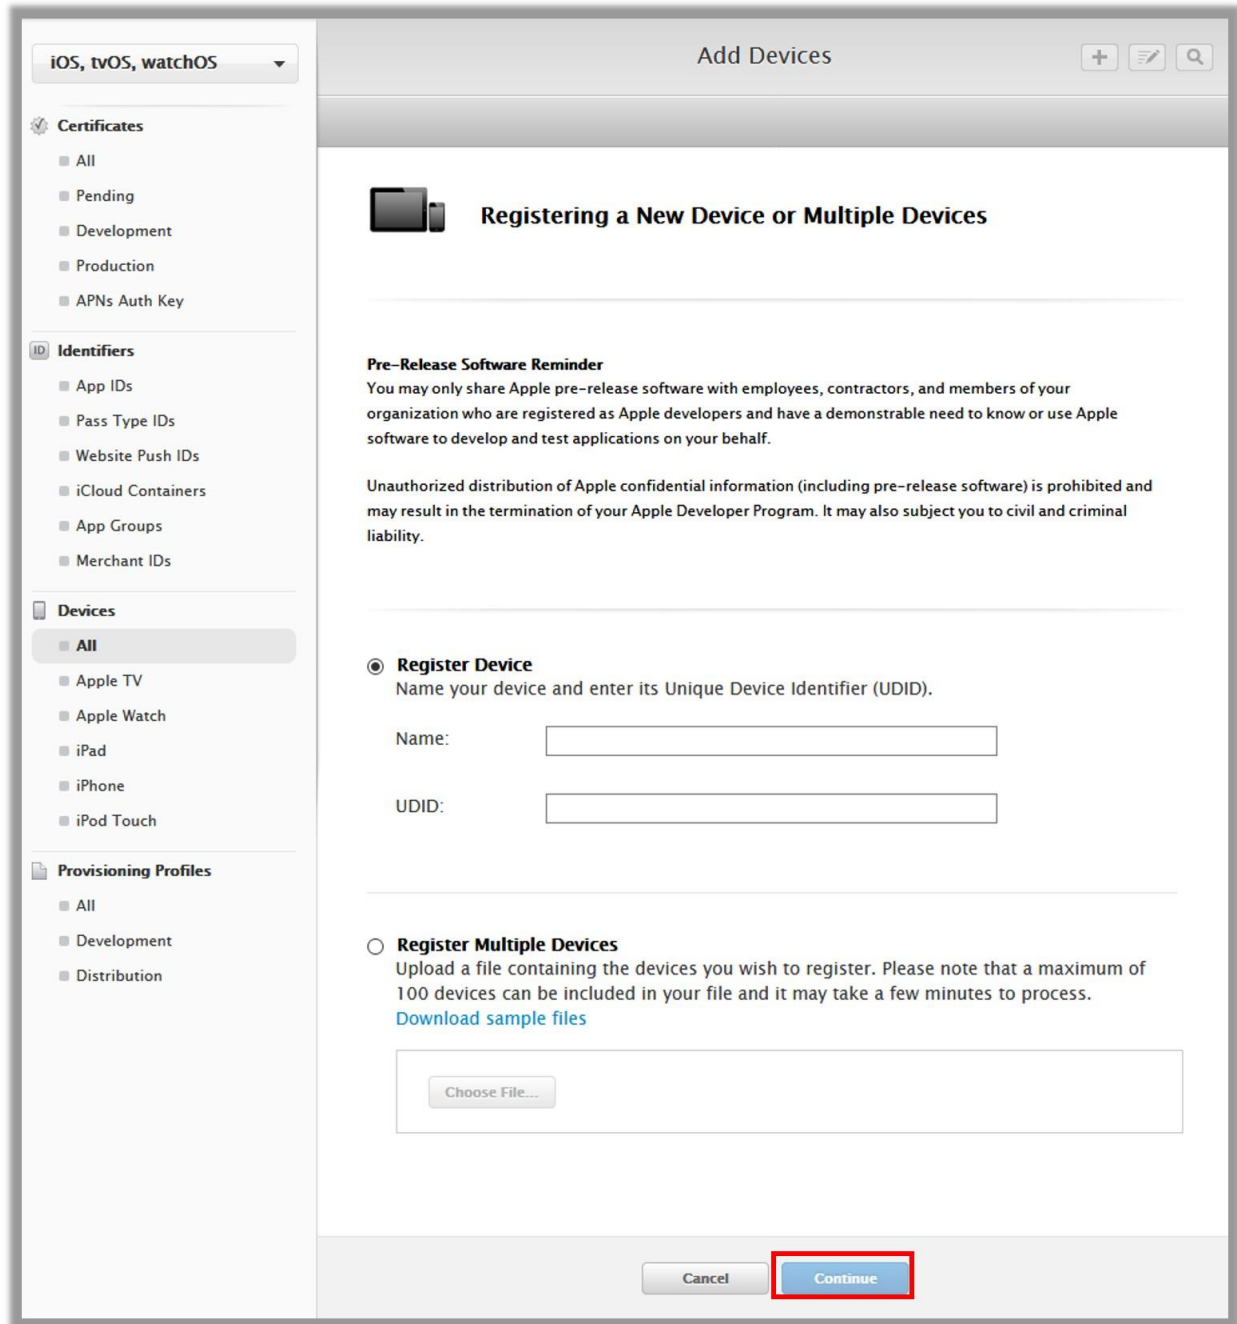 iOS, tvOS, watchOS
Add Devices
Certificates
All
Pending
Development
Production
APNs Auth Key
ID Identifiers
App IDs
Pass Type IDs
Website Push IDs
iCloud Containers
App Groups
Merchant IDs
Devices
All
Apple TV
Apple Watch
iPad
iPhone
iPod Touch
Provisioning Profiles
All
Development
Distribution
Registering a New Device or Multiple Devices
Pre-Release Software Reminder
You may only share Apple pre-release software with employees, contractors, and members of your
organization who are registered as Apple developers and have a demonstrable need to know or use Apple
software to develop and test applications on your behalf.
Unauthorized distribution of Apple confidential information (including pre-release software) is prohibited and
may result in the termination of your Apple Developer Program. It may also subject you to civil and criminal
liability.
Register Device
Name your device and enter its Unique Device Identifier (UDID).
Name:
UDID:
Register Multiple Devices
Upload a file containing the devices you wish to register. Please note that a maximum of
100 devices can be included in your file and it may take a few minutes to process.
Download sample files
Choose File...
Cancel
Continue